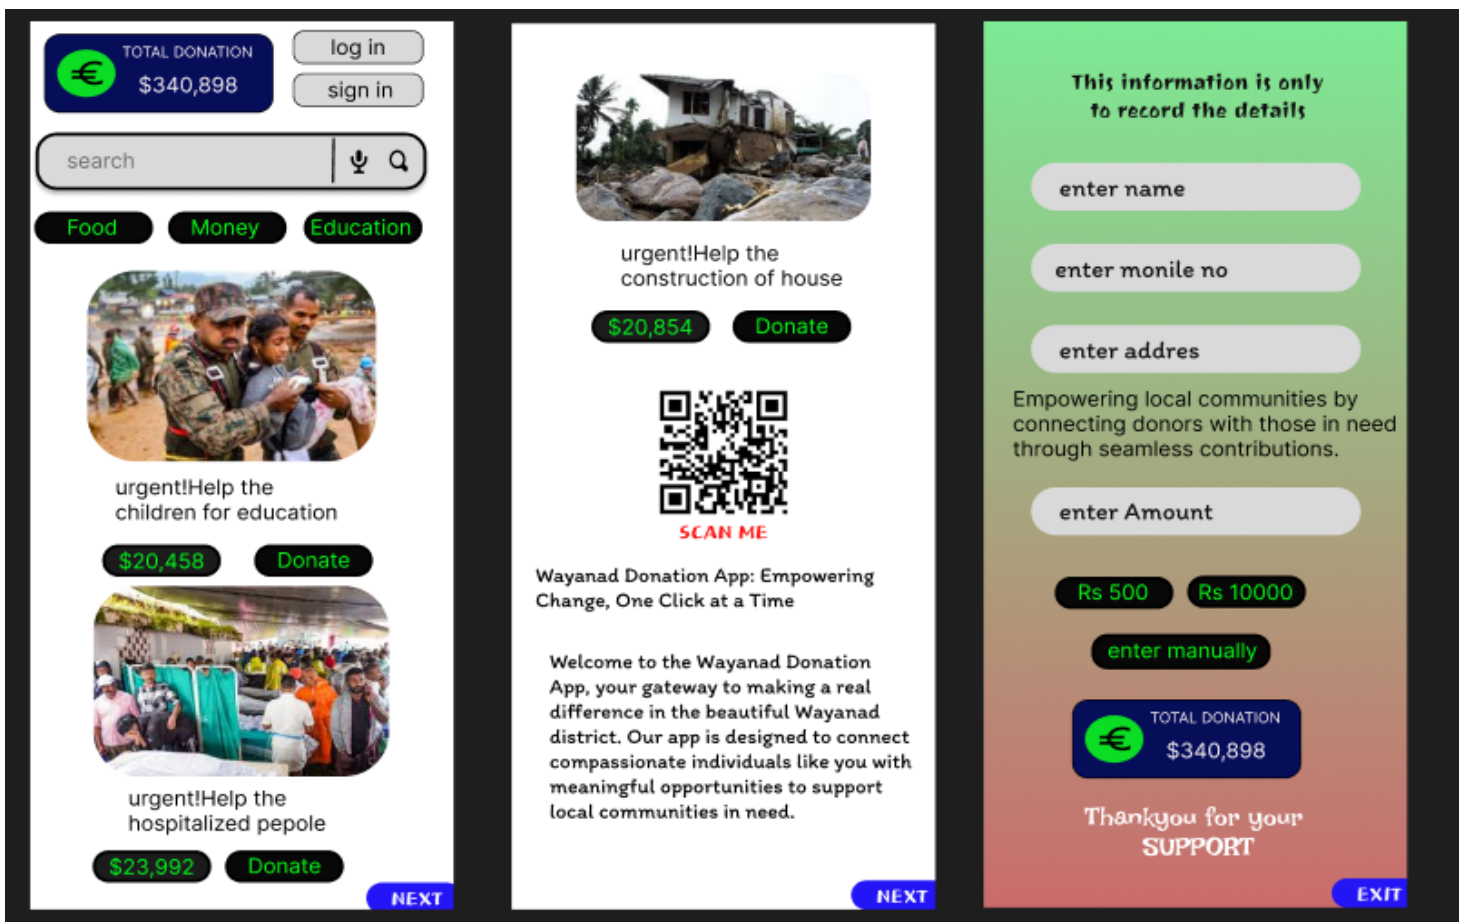 TOTAL DONATION
$340,898
log in
sign in
search
Food
Money
Education
urgent!Help the
children for education
$20,458
Donate
urgent!Help the
hospitalized pepole
$23,992
Donate
NEXT
urgent!Help the
construction of house
$20,854
Donate
SCAN ME
Wayanad Donation App: Empowering
Change, One Click at a Time
Welcome to the Wayanad Donation
App, your gateway to making a real
difference in the beautiful Wayanad
district. Our app is designed to connect
compassionate individuals like you with
meaningful opportunities to support
local communities in need.
NEXT
This information is only
to record the details
enter name
enter monile no
enter addres
Empowering local communities by
connecting donors with those in need
through seamless contributions.
enter Amount
Rs 500
Rs 10000
enter manually
TOTAL DONATION
$340,898
Thankyou for your
SUPPORT
EXIT